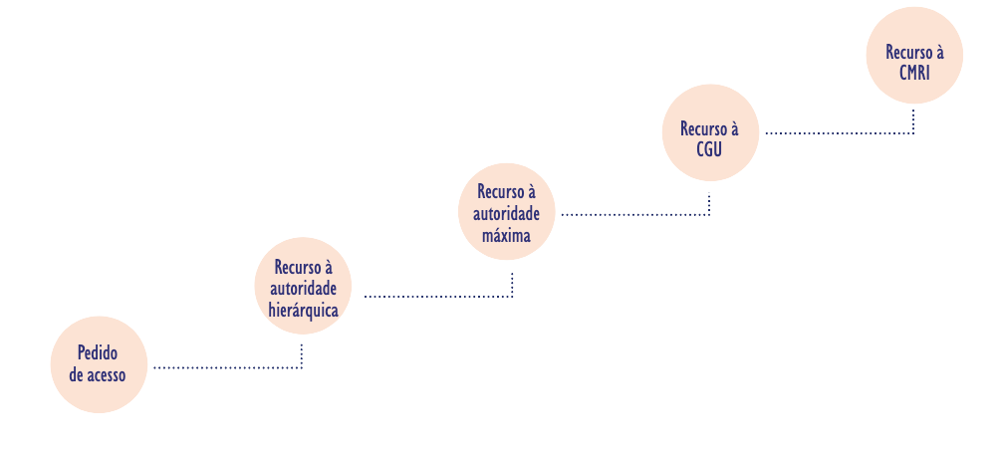 Pedido
de acesso
Recurso à
autoridade
hierárquica
Recurso à
autoridade
máxima
Recurso à
CGU
Recurso à
CMRI